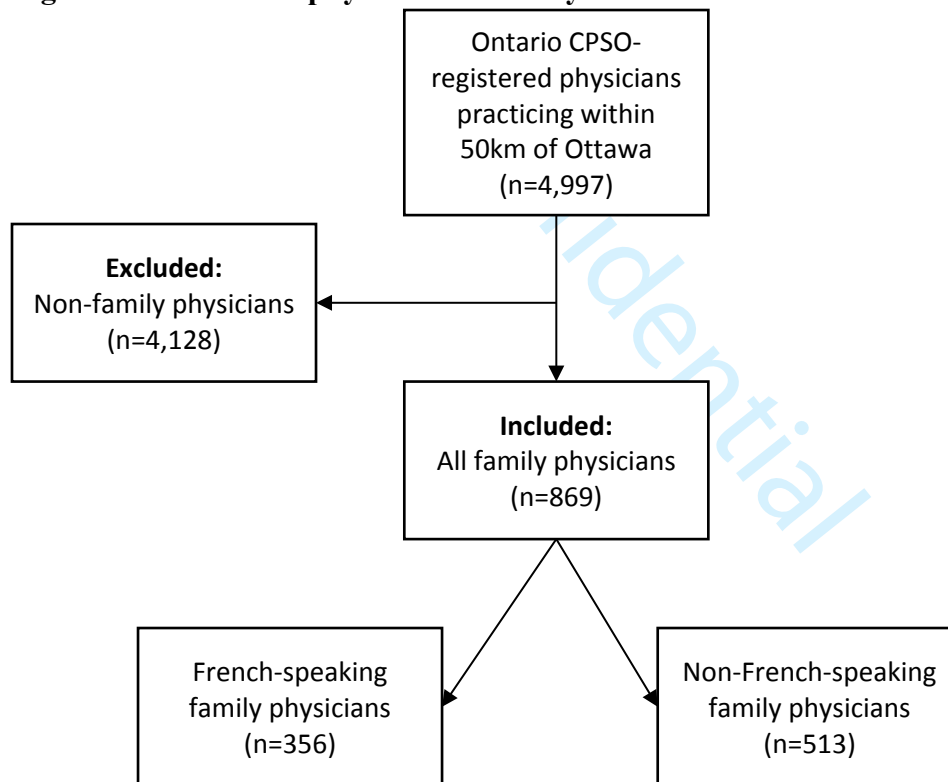 Ontario CPSO-
registered physicians
practicing within
50km of Ottawa
(n=4,997)
Excluded:
Non-family physicians
(n=4,128)
Included:
All family physicians
(n=869)
French-speaking
family physicians
(n=356)
Non-French-speaking
family physicians
(n=513)